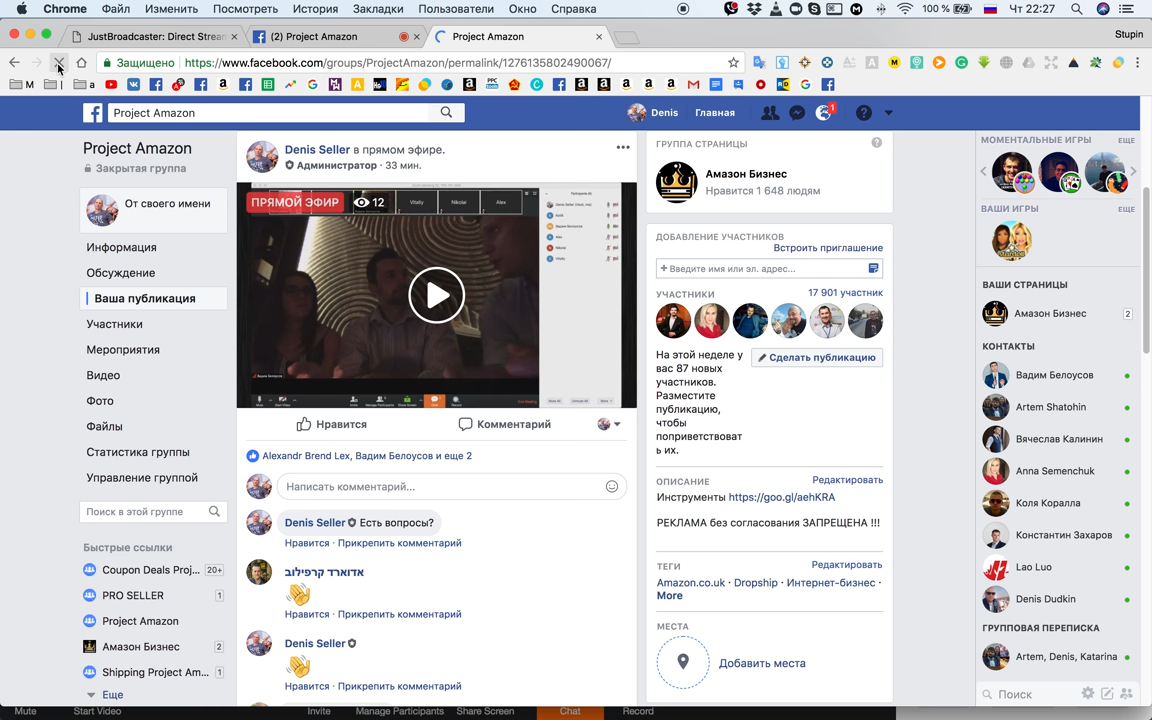 Chrome Файл Изменить Посмотреть История Закладки Пользователи Окно Справка
100 % Чт 22:27
JustBroadcaster: Direct Stream
(2) Project Amazon
Project Amazon
Stupin
Защищено https://www.facebook.com/groups/ProjectAmazon/permalink/1276135802490067/
М
a
Project Amazon
Denis Главная
1
Project Amazon
Закрытая группа
От своего имени
Информация
Обсуждение
Ваша публикация
Участники
Мероприятия
Видео
Фото
Файлы
Статистика группы
Управление группой
Поиск в этой группе
Быстрые ссылки
Coupon Deals Proj... 20+
PRO SELLER 1
Project Amazon
Амазон Бизнес 2
Shipping Project Am... 1
Еще
Denis Seller в прямом эфире.
Администратор · 33 мин.
ПРЯМОЙ ЭФИР 12
Vitaliy Nikolai Alex
Нравится Комментарий
Alexandr Brend Lex, Вадим Белоусов и еще 2
Написать комментарий...
Denis Seller Есть вопросы?
Нравится · Прикрепить комментарий
אדוארד קרפילוב
Нравится · Прикрепить комментарий
Denis Seller
Нравится · Прикрепить комментарий
ГРУППА СТРАНИЦЫ
Амазон Бизнес
Нравится 1 648 людям
ДОБАВЛЕНИЕ УЧАСТНИКОВ
Встроить приглашение
+ Введите имя или эл. адрес...
УЧАСТНИКИ 17 901 участник
На этой неделе у
вас 87 новых
участников.
Разместите
публикацию,
чтобы
поприветствоват
ь их.
Сделать публикацию
ОПИСАНИЕ Редактировать
Инструменты https://goo.gl/aehKRA
РЕКЛАМА без согласования ЗАПРЕЩЕНА !!!
ТЕГИ Редактировать
Amazon.co.uk · Dropship · Интернет-бизнес ·
More
МЕСТА
Добавить места
МОМЕНТАЛЬНЫЕ ИГРЫ ЕЩЕ
ВАШИ ИГРЫ ЕЩЕ
ВАШИ СТРАНИЦЫ
Амазон Бизнес 2
КОНТАКТЫ
Вадим Белоусов
Artem Shatohin
Вячеслав Калинин
Anna Semenchuk
Коля Коралла
Константин Захаров
Lao Luo
Denis Dudkin
ГРУППОВАЯ ПЕРЕПИСКА
Artem, Denis, Katarina
Поиск
Mute Start Video Invite Manage Participants Share Screen Chat Record